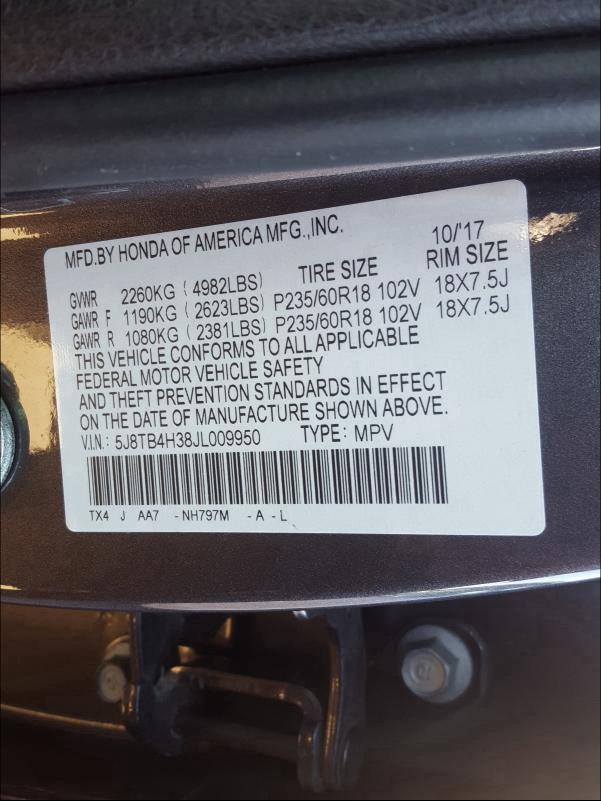 MFD.BY HONDA OF AMERICA MFG.,INC. 10/'17
TIRE SIZE RIM SIZE
GVWR 2260KG ( 4982LBS)
GAWR F 1190KG ( 2623LBS) P235/60R18 102V 18X7.5J
GAWR R 1080KG ( 2381LBS) P235/60R18 102V 18X7.5J
THIS VEHICLE CONFORMS TO ALL APPLICABLE
FEDERAL MOTOR VEHICLE SAFETY
AND THEFT PREVENTION STANDARDS IN EFFECT
ON THE DATE OF MANUFACTURE SHOWN ABOVE.
V.I.N.: 5J8TB4H38JL009950 TYPE: MPV
TX4 J AA7 -NH797M -A-L